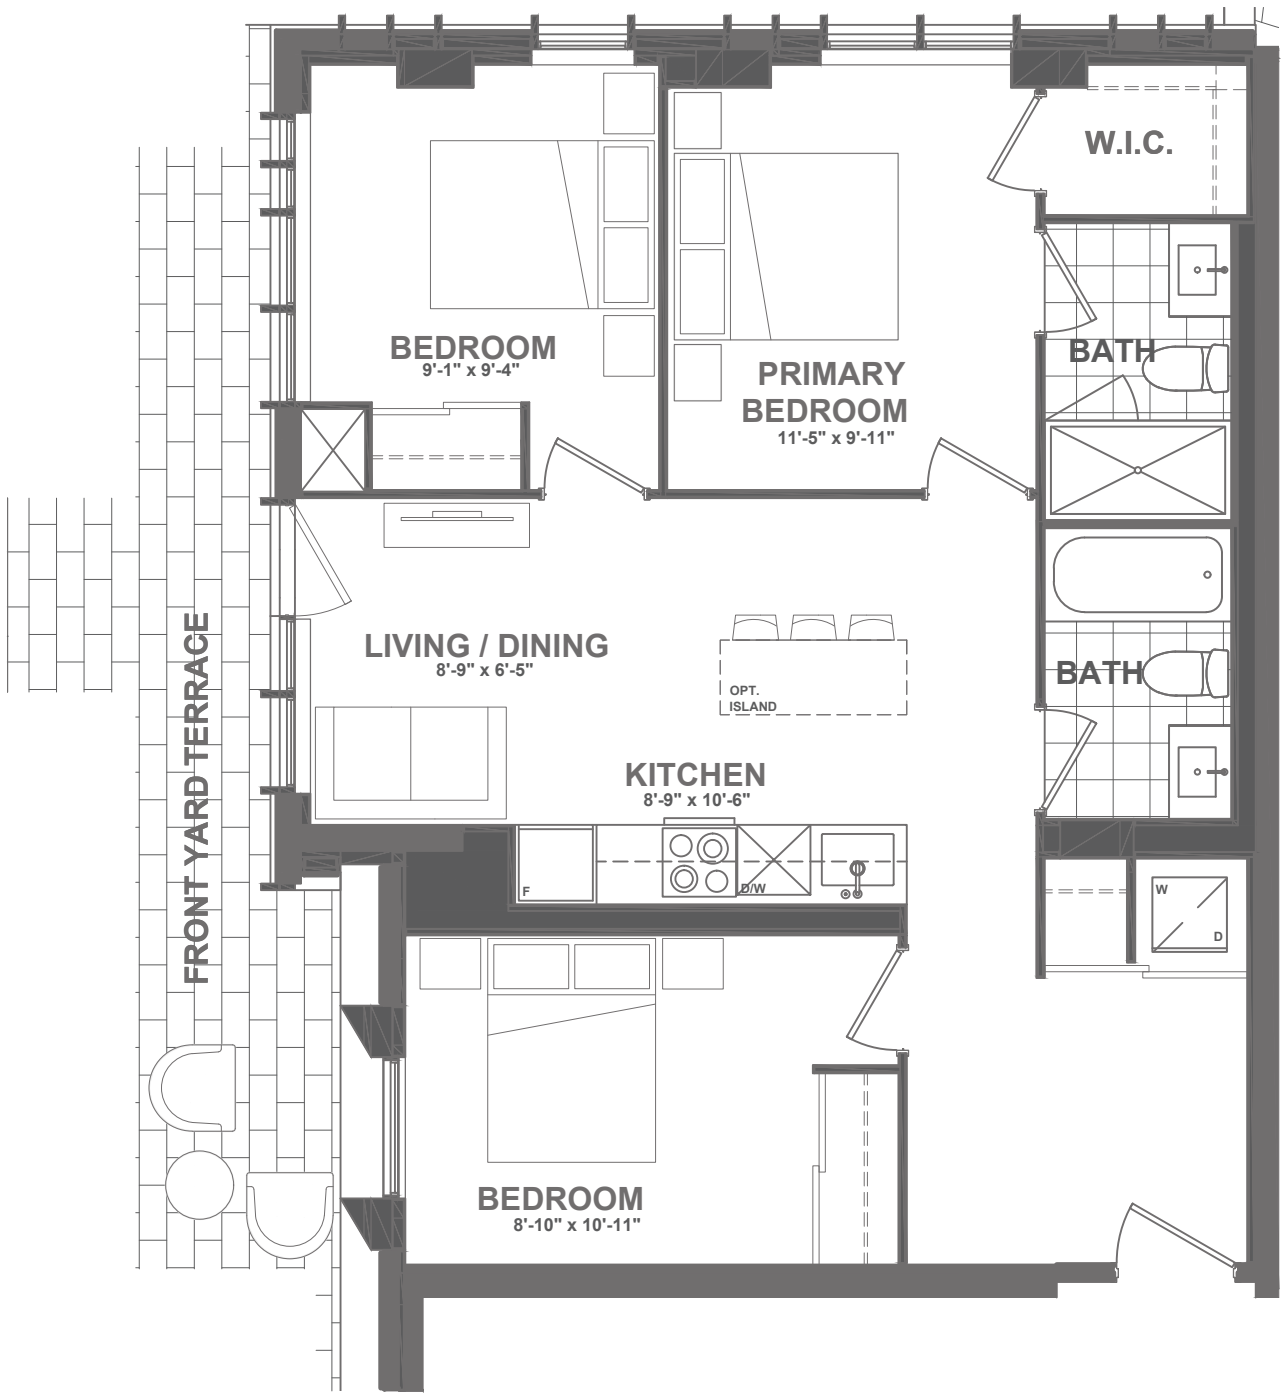 W.I.C.
BEDROOM
9'-1" x 9'-4"
PRIMARY
BEDROOM
11'-5" x 9'-11"
BATH
LIVING / DINING
8'-9" x 6'-5"
OPT.
ISLAND
BATH
KITCHEN
8'-9" x 10'-6"
F
D/W
W
D
FRONT YARD TERRACE
BEDROOM
8'-10" x 10'-11"